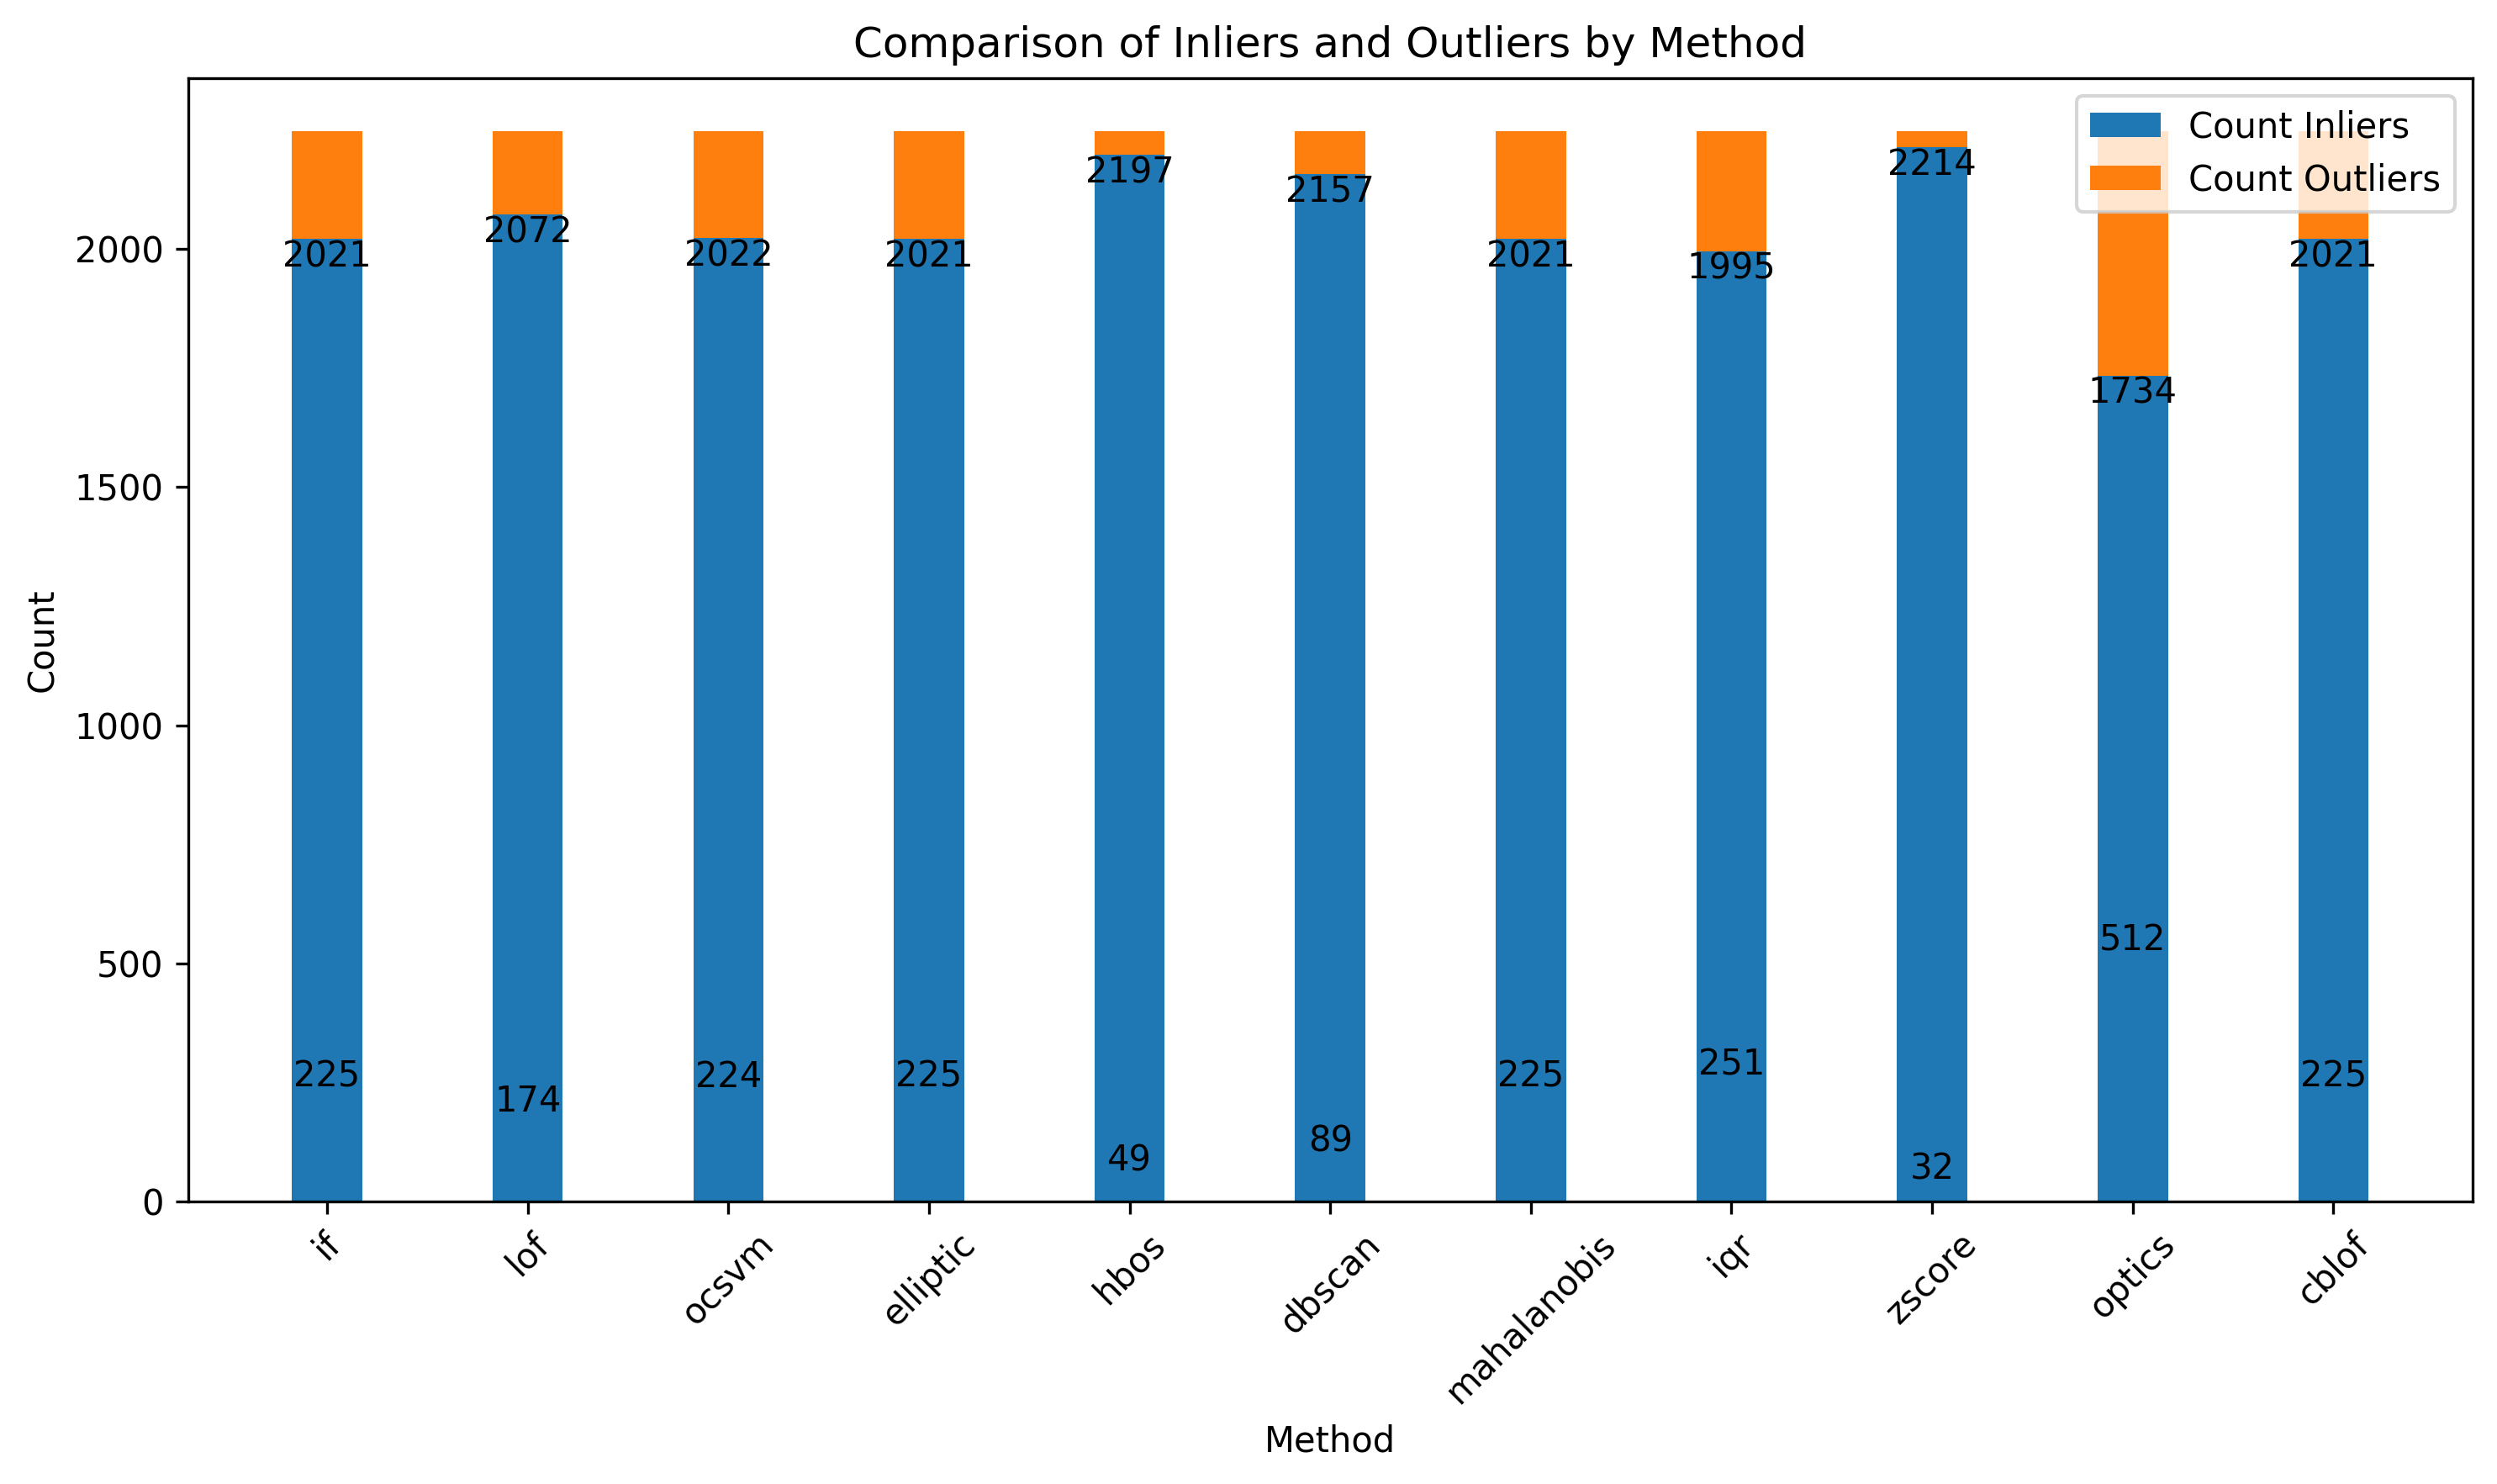 Comparison of Inliers and Outliers by Method
Count Inliers
Count Outliers
2021 2072 2022 2021 2197 2157 2021 1995 2214 1734 2021
225 174 224 225 49 89 225 251 32 512 225
2000
1500
1000
500
0
Count
if lof ocsvm elliptic hbos dbscan mahalanobis iqr zscore optics cblof
Method